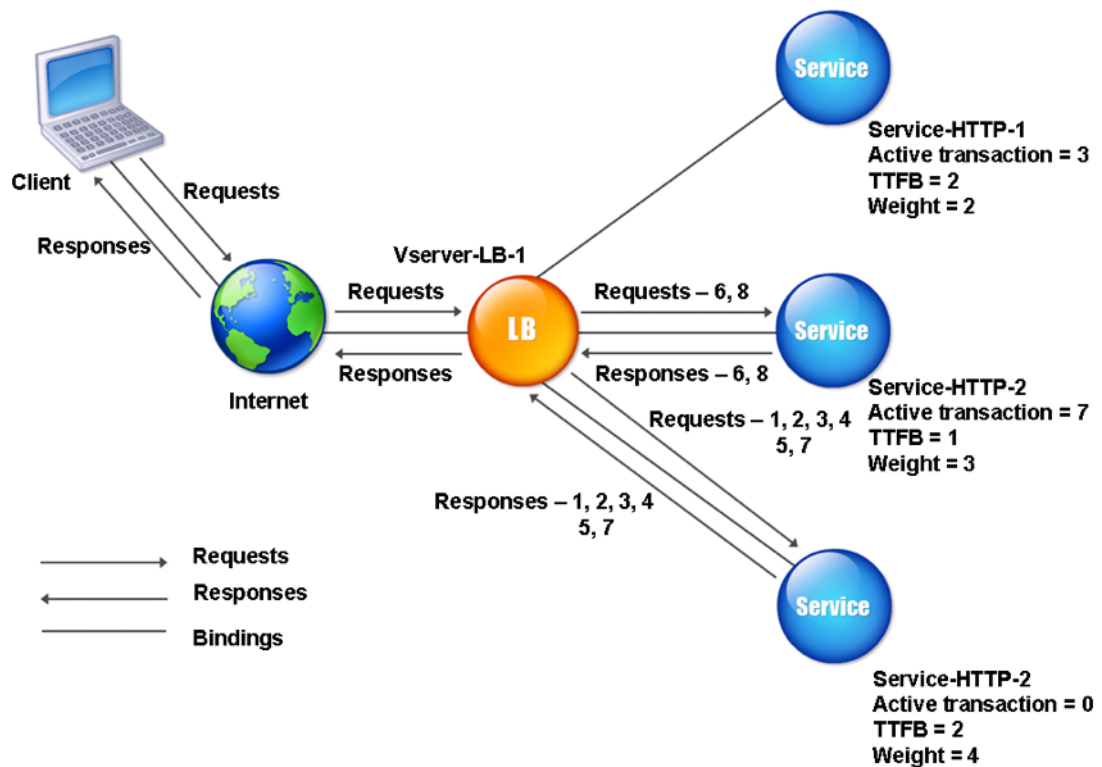 Service
Service-HTTP-1
Active transaction = 3
TTFB = 2
Weight = 2
Client
Requests
Responses
Vserver-LB-1
Requests
LB
Responses
Internet
Requests – 6, 8
Responses – 6, 8
Service
Service-HTTP-2
Active transaction = 7
TTFB = 1
Weight = 3
Requests – 1, 2, 3, 4
5, 7
Responses – 1, 2, 3, 4
5, 7
Requests
Responses
Bindings
Service
Service-HTTP-2
Active transaction = 0
TTFB = 2
Weight = 4